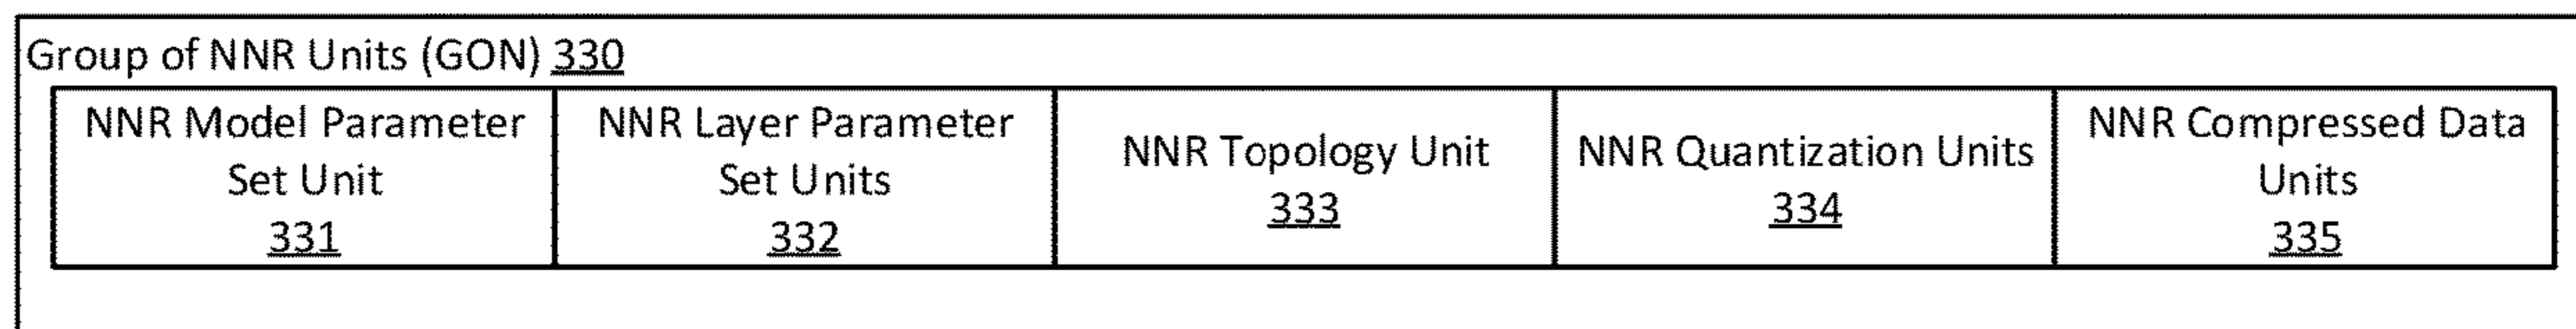 Group of NNR Units (GON) 330
NNR Model Parameter
Set Unit
331
NNR Layer Parameter
Set Units
332
NNR Topology Unit
333
NNR Quantization Units
334
NNR Compressed Data
Units
335